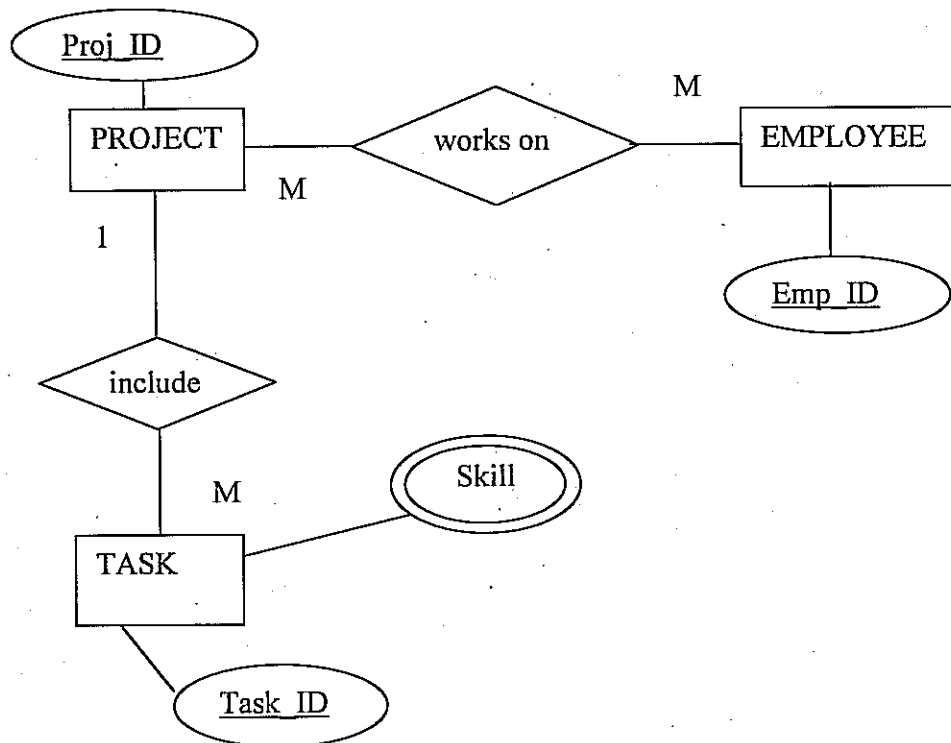 Proj_ID
M
PROJECT
works on
EMPLOYEE
M
1
Emp_ID
include
Skill
M
TASK
Task_ID